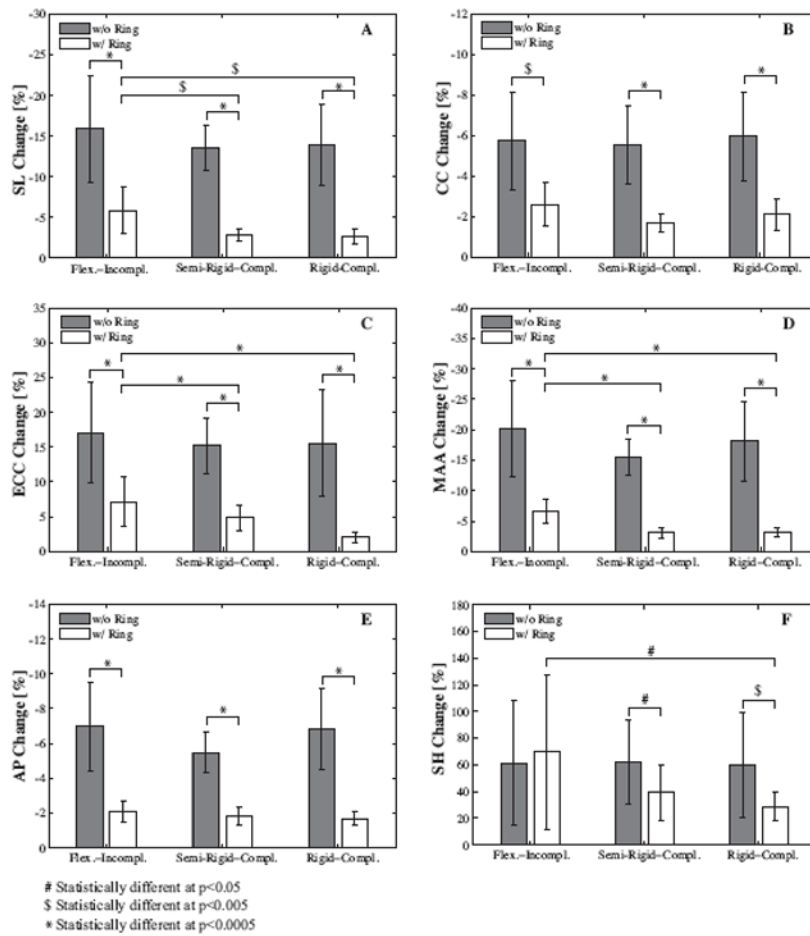 -30
w/o Ring
A
w/ Ring
-25
-20
-15
-10
-5
0
SL Change [%]
*
$
$
*
*
Flex.–Incompl.
Semi-Rigid–Compl.
Rigid-Compl.
-12
w/o Ring
B
w/ Ring
-10
-8
-6
-4
-2
0
CC Change [%]
$
*
*
Flex.–Incompl.
Semi-Rigid–Compl.
Rigid-Compl.
35
w/o Ring
C
w/ Ring
30
25
20
15
10
5
0
ECC Change [%]
*
*
*
*
*
Flex.–Incompl.
Semi-Rigid–Compl.
Rigid–Compl.
-40
w/o Ring
D
w/ Ring
-35
-30
-25
-20
-15
-10
-5
0
MAA Change [%]
*
*
*
*
*
Flex.–Incompl.
Semi-Rigid–Compl.
Rigid–Compl.
-14
w/o Ring
E
w/ Ring
-12
-10
-8
-6
-4
-2
0
AP Change [%]
*
*
*
Flex.–Incompl.
Semi-Rigid–Compl.
Rigid–Compl.
180
w/o Ring
F
w/ Ring
160
140
120
100
80
60
40
20
0
SH Change [%]
#
#
$
Flex.–Incompl.
Semi-Rigid–Compl.
Rigid–Compl.
# Statistically different at p<0.05
$ Statistically different at p<0.005
* Statistically different at p<0.0005